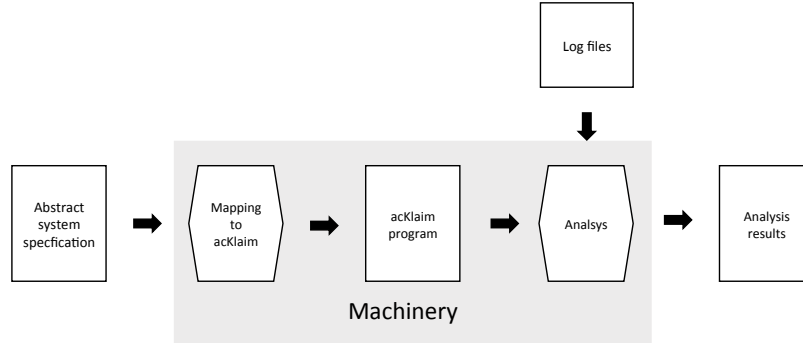 Log files
Abstract
system
specfication
Mapping
to
acKlaim
acKlaim
program
Analsys
Analysis
results
Machinery